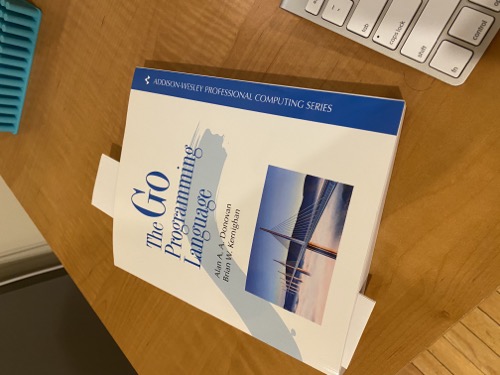 The Go
Programming
Language
Alan A. A. Donovan
Brian W. Kernighan
ADDISON-WESLEY PROFESSIONAL COMPUTING SERIES
tab
caps lock
shift
fn
control